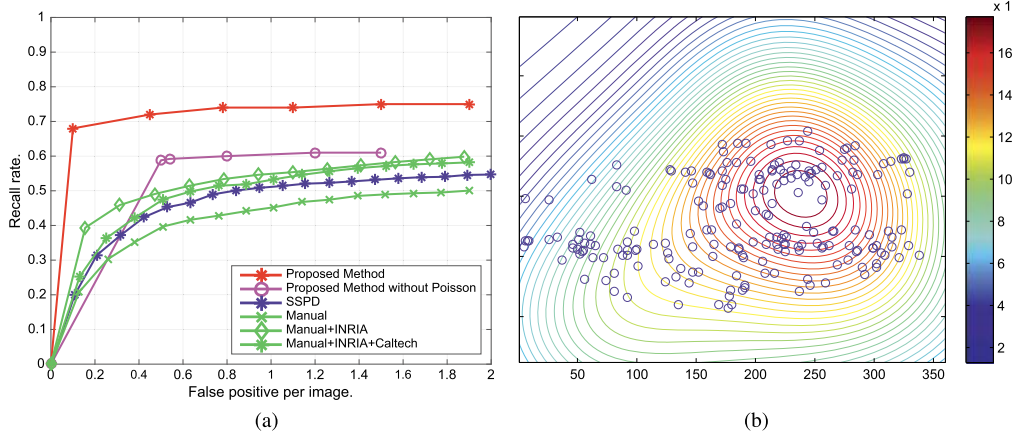 1
0.9
0.8
0.7
0.6
0.5
0.4
0.3
0.2
0.1
0
Recall rate.
0 0.2 0.4 0.6 0.8 1 1.2 1.4 1.6 1.8 2
False positive per image.
Proposed Method
Proposed Method without Poisson
SSPD
Manual
Manual+INRIA
Manual+INRIA+Caltech
(a)
50 100 150 200 250 300 350
x 1
16
14
12
10
8
6
4
2
(b)